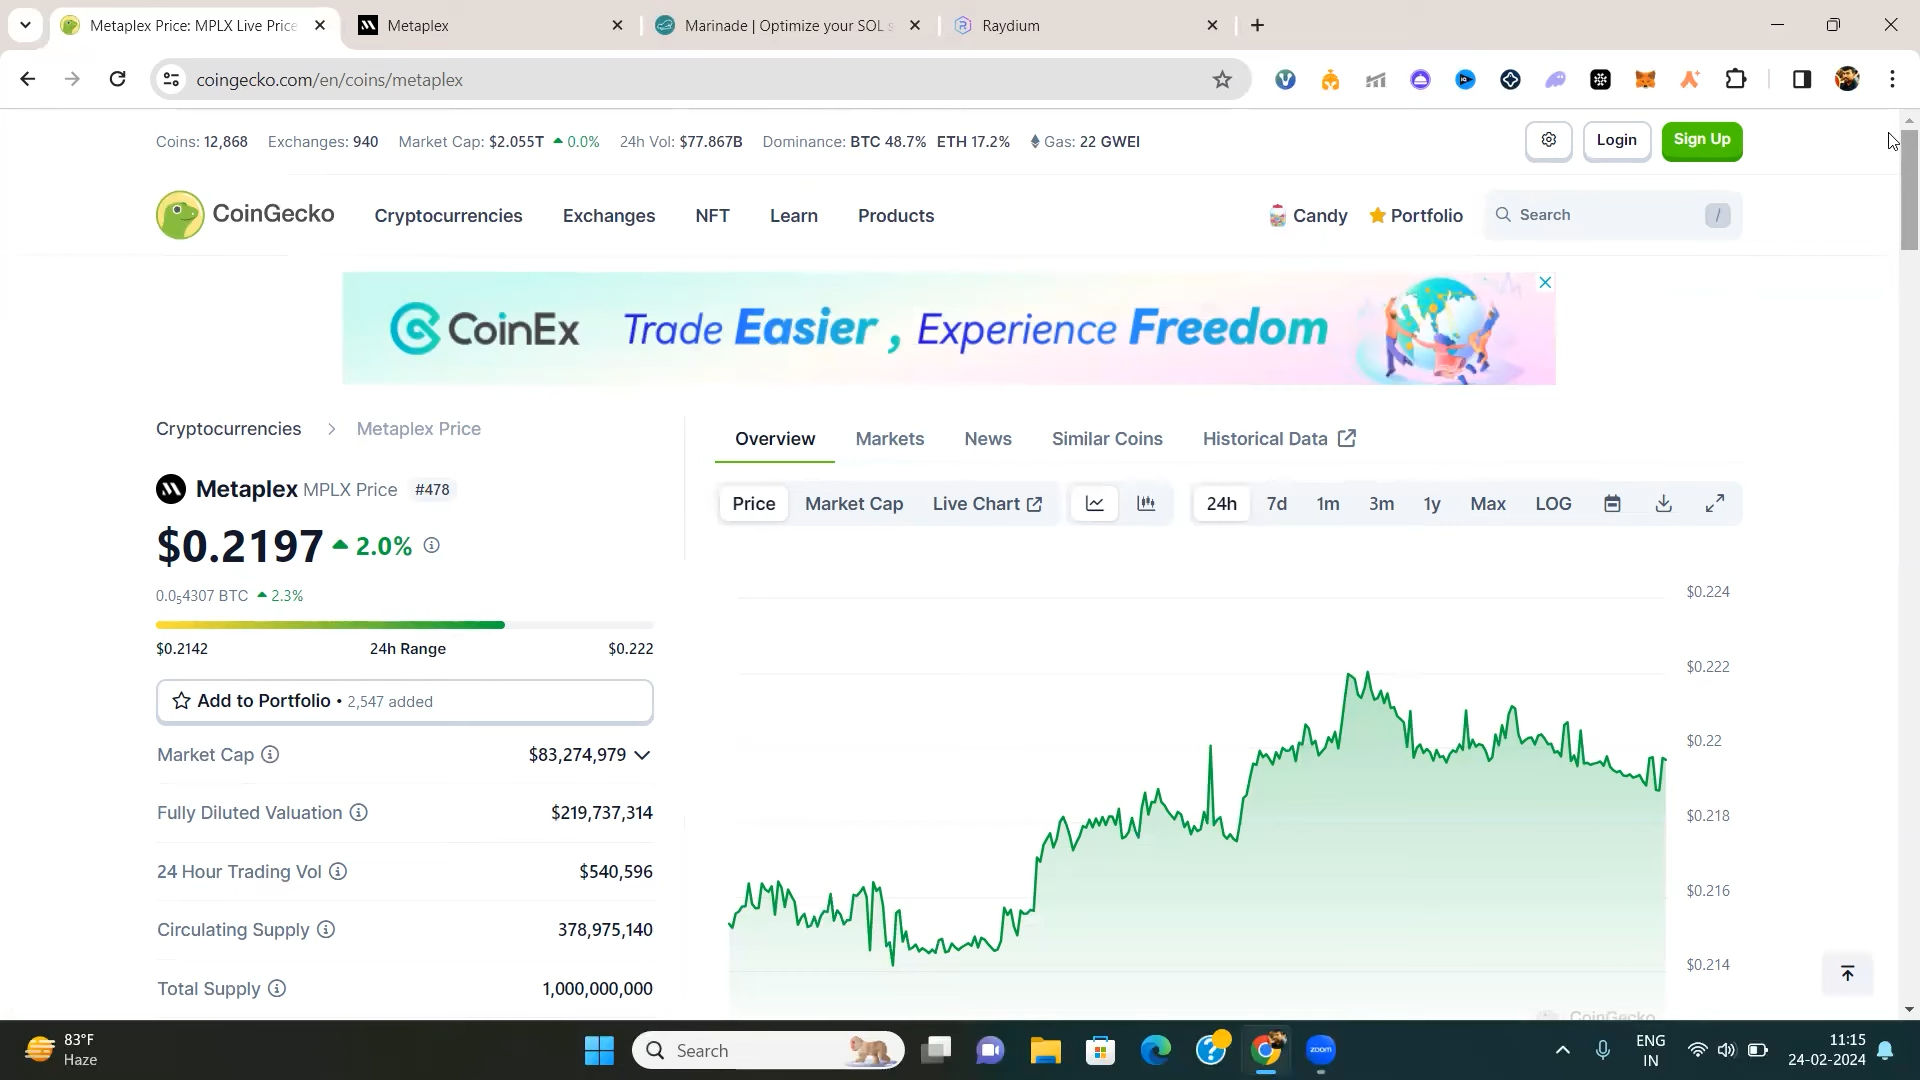 Metaplex Price: MPLX Live Price
Metaplex
Marinade | Optimize your SOL s
Raydium
coingecko.com/en/coins/metaplex
Coins: 12,868 Exchanges: 940 Market Cap: $2.055T 0.0% 24h Vol: $77.867B Dominance: BTC 48.7% ETH 17.2% Gas: 22 GWEI
Login
Sign Up
CoinGecko
Cryptocurrencies
Exchanges
NFT
Learn
Products
Candy
Portfolio
Search
/
CoinEx Trade Easier , Experience Freedom
Cryptocurrencies > Metaplex Price
Overview
Markets
News
Similar Coins
Historical Data
Metaplex MPLX Price #478
Price
Market Cap
Live Chart
24h
7d
1m
3m
1y
Max
LOG
$0.2197 2.0%
0.0₅4307 BTC 2.3%
$0.2142 24h Range $0.222
Add to Portfolio • 2,547 added
Market Cap $83,274,979
Fully Diluted Valuation $219,737,314
24 Hour Trading Vol $540,596
Circulating Supply 378,975,140
Total Supply 1,000,000,000
$0.224
$0.222
$0.22
$0.218
$0.216
$0.214
CoinGecko
83°F
Haze
Search
zoom
ENG
IN
11:15
24-02-2024